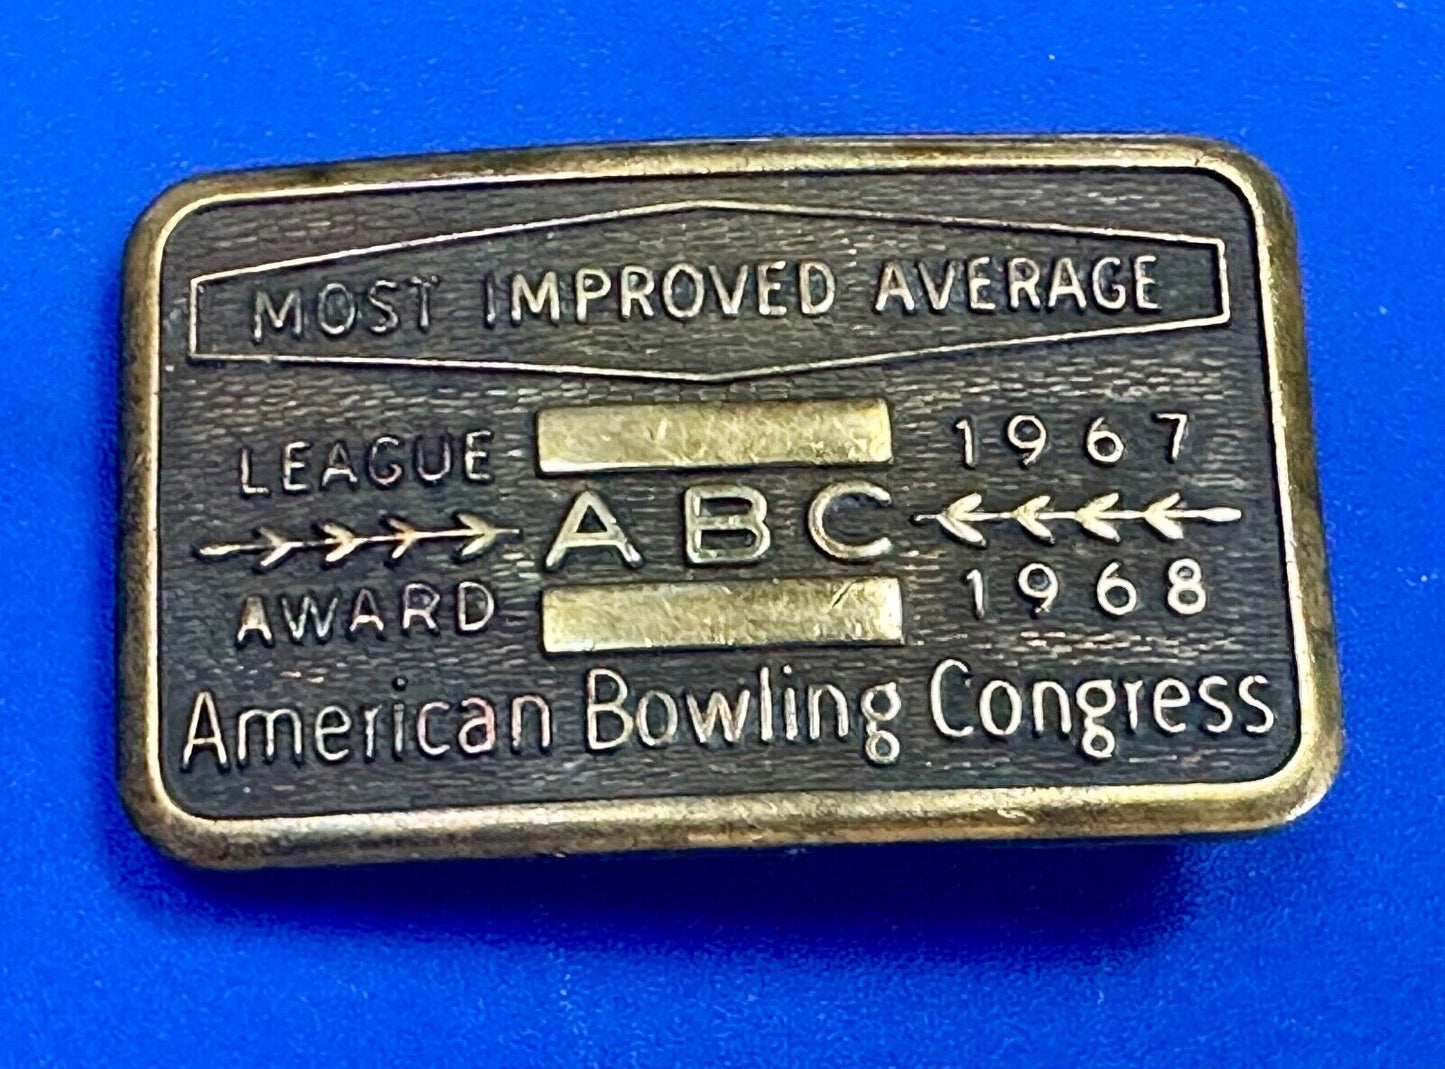 MOST IMPROVED AVERAGE
LEAGUE
AWARD
ABC
1967
1968
American Bowling Congress